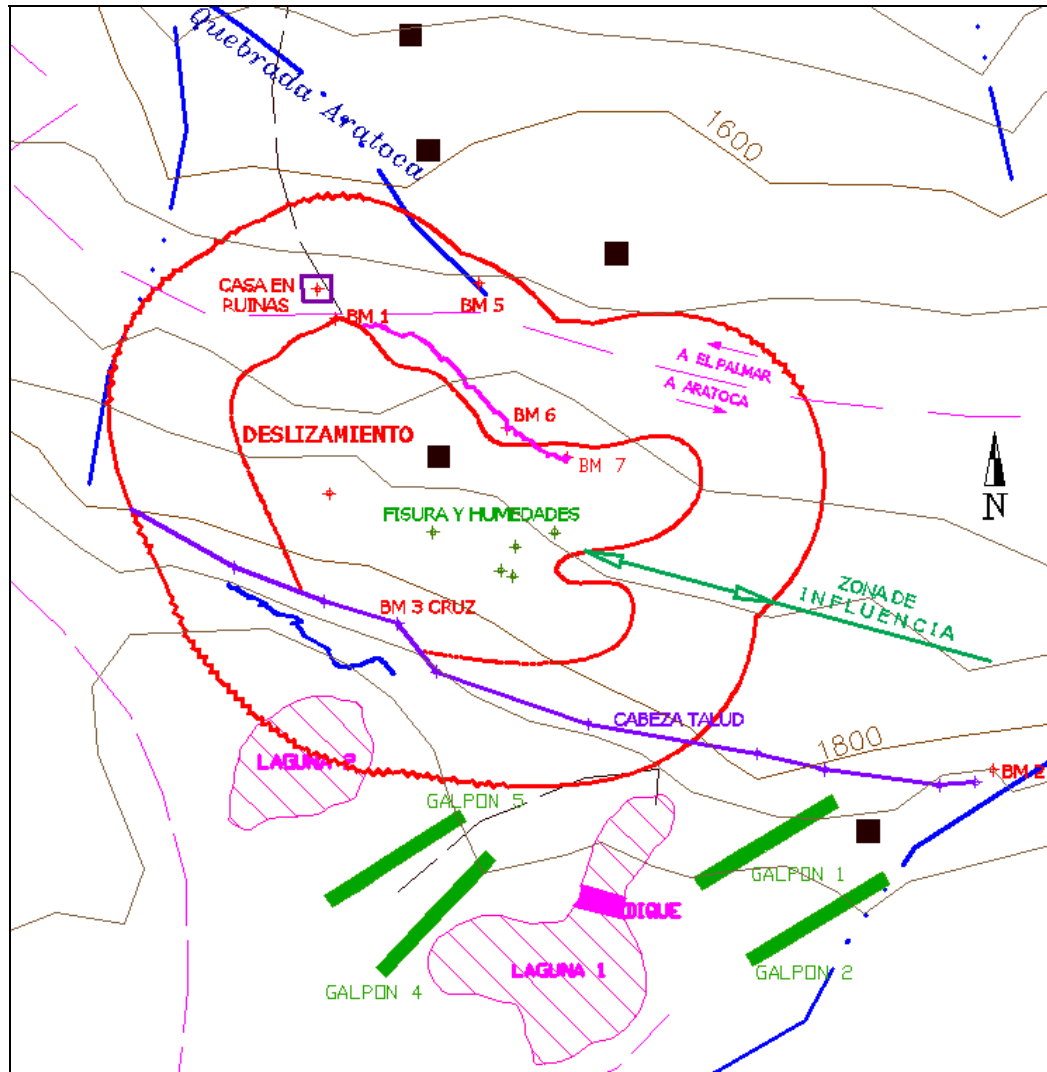 Quebrada Aratoca
1600
CASA EN
RUINAS
BM 5
BM 1
A EL PALMAR
A ARATOCA
BM 6
DESLIZAMIENTO
BM 7
N
FISURA Y HUMEDADES
ZONA DE
INFLUENCIA
BM 3 CRUZ
CABEZA TALUD
1800
LAGUNA 2
BM 2
GALPON 5
GALPON 1
DIQUE
LAGUNA 1
GALPON 2
GALPON 4